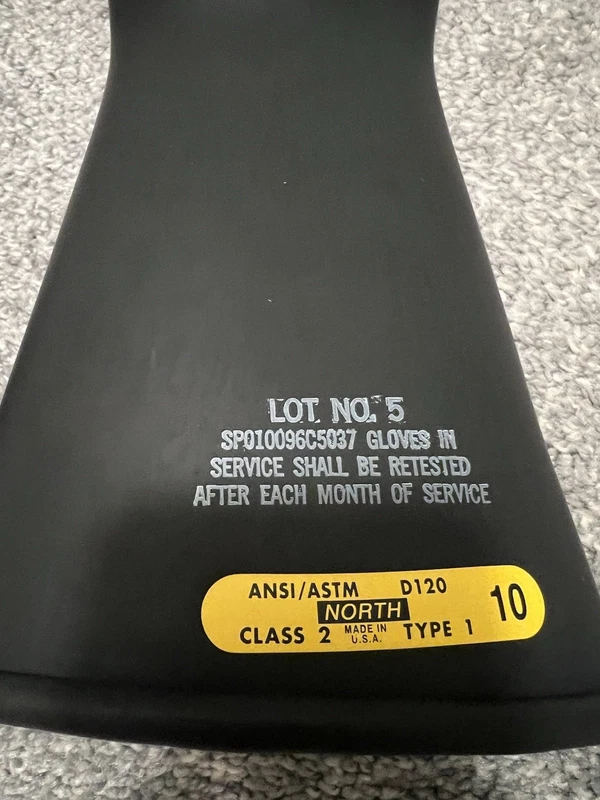 LOT NO. 5
SP010096C5037 GLOVES IN
SERVICE SHALL BE RETESTED
AFTER EACH MONTH OF SERVICE
ANSI/ASTM D120
NORTH 10
CLASS 2 MADE IN U.S.A. TYPE 1